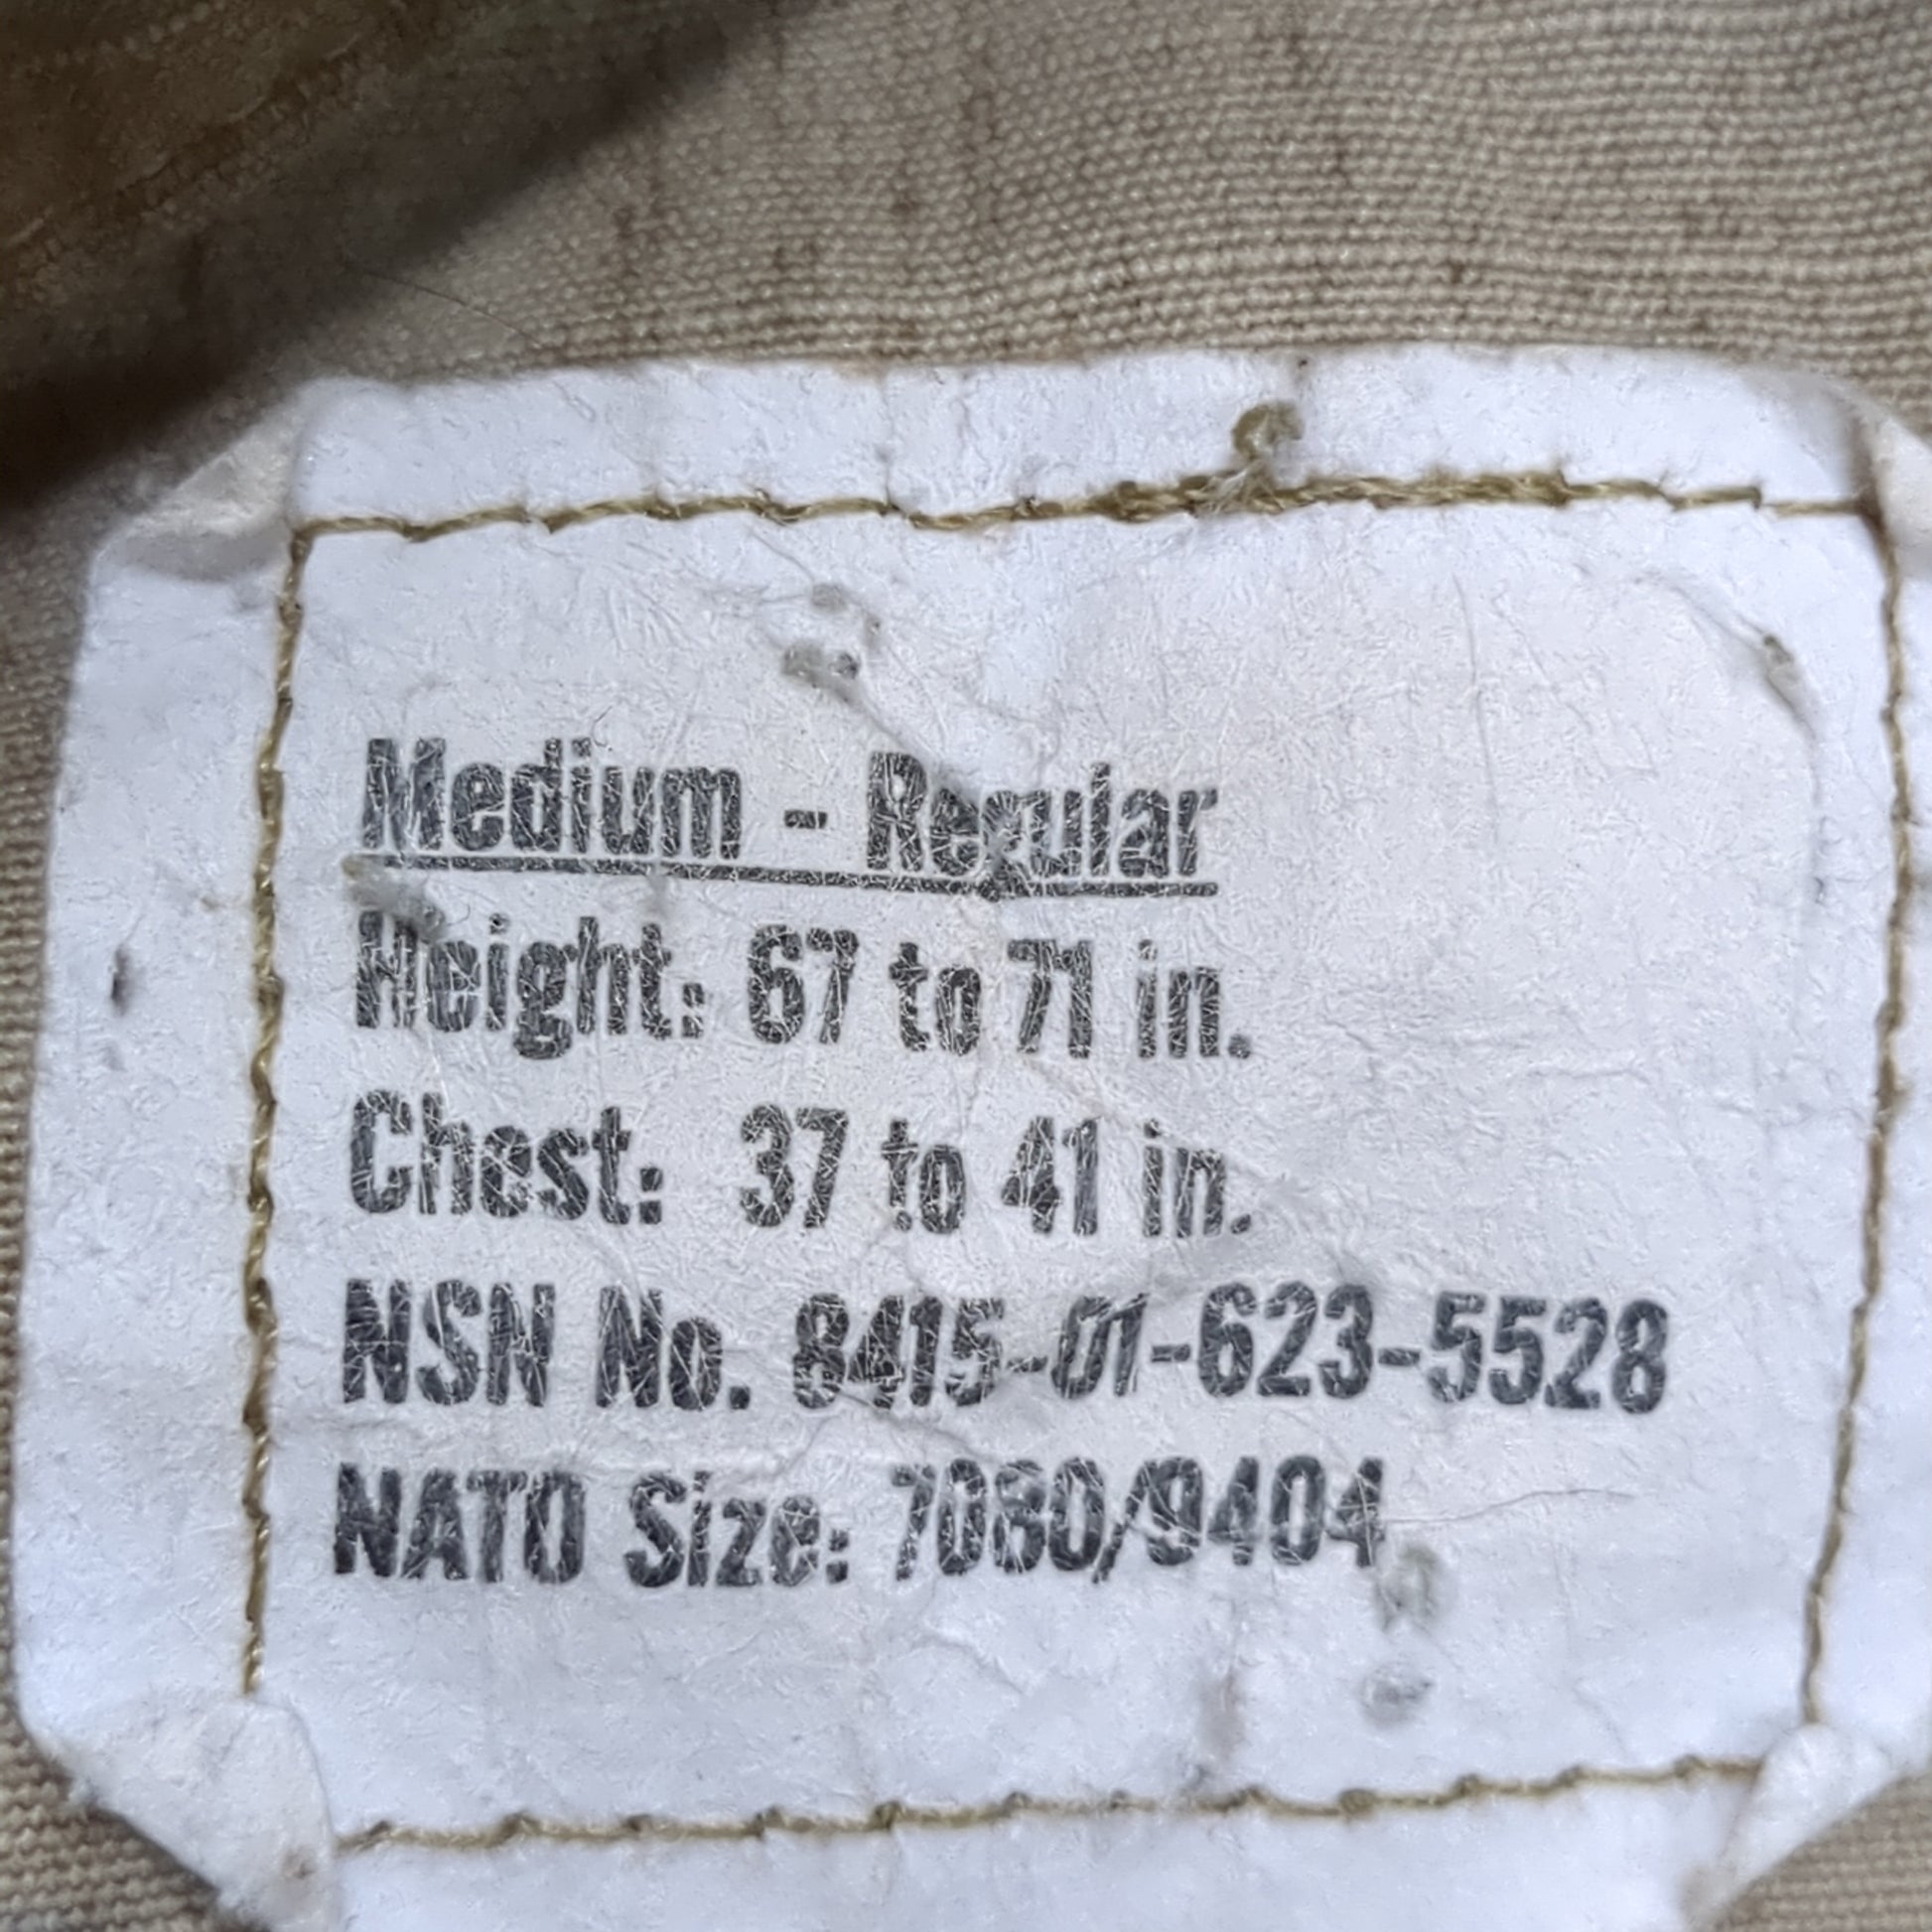 Medium - Regular
Height: 67 to 71 in.
Chest: 37 to 41 in.
NSN No. 8415-01-623-5528
NATO Size: 7080/9404